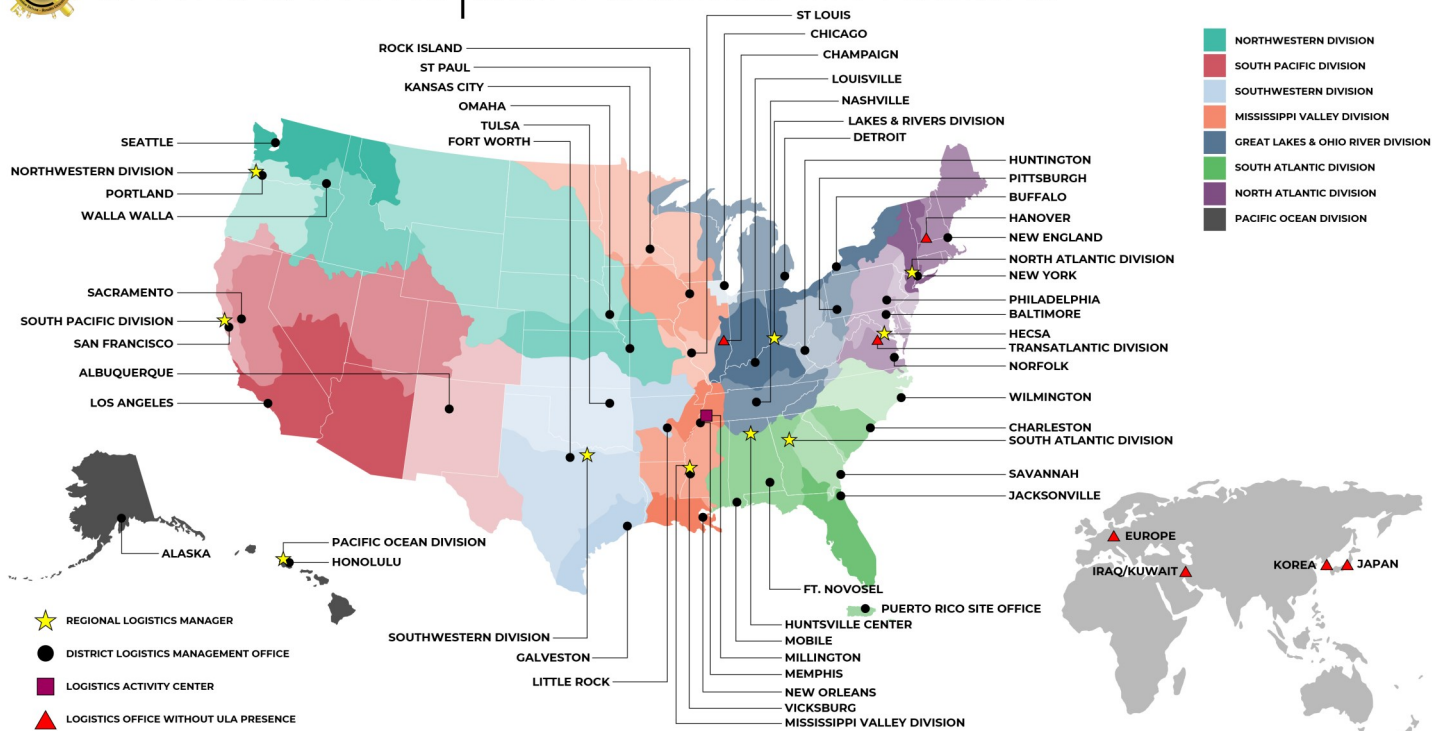 ST LOUIS
CHICAGO
CHAMPAIGN
LOUISVILLE
NASHVILLE
LAKES & RIVERS DIVISION
DETROIT
ROCK ISLAND
ST PAUL
KANSAS CITY
OMAHA
TULSA
FORT WORTH
SEATTLE
NORTHWESTERN DIVISION
PORTLAND
WALLA WALLA
SACRAMENTO
SOUTH PACIFIC DIVISION
SAN FRANCISCO
ALBUQUERQUE
LOS ANGELES
HUNTINGTON
PITTSBURGH
BUFFALO
HANOVER
NEW ENGLAND
NORTH ATLANTIC DIVISION
NEW YORK
PHILADELPHIA
BALTIMORE
HECSA
TRANSATLANTIC DIVISION
NORFOLK
WILMINGTON
CHARLESTON
SOUTH ATLANTIC DIVISION
SAVANNAH
JACKSONVILLE
NORTHWESTERN DIVISION
SOUTH PACIFIC DIVISION
SOUTHWESTERN DIVISION
MISSISSIPPI VALLEY DIVISION
GREAT LAKES & OHIO RIVER DIVISION
SOUTH ATLANTIC DIVISION
NORTH ATLANTIC DIVISION
PACIFIC OCEAN DIVISION
ALASKA
PACIFIC OCEAN DIVISION
HONOLULU
EUROPE
IRAQ/KUWAIT
KOREA
JAPAN
FT. NOVOSEL
PUERTO RICO SITE OFFICE
HUNTSVILLE CENTER
MOBILE
MILLINGTON
MEMPHIS
NEW ORLEANS
VICKSBURG
MISSISSIPPI VALLEY DIVISION
SOUTHWESTERN DIVISION
GALVESTON
LITTLE ROCK
REGIONAL LOGISTICS MANAGER
DISTRICT LOGISTICS MANAGEMENT OFFICE
LOGISTICS ACTIVITY CENTER
LOGISTICS OFFICE WITHOUT ULA PRESENCE